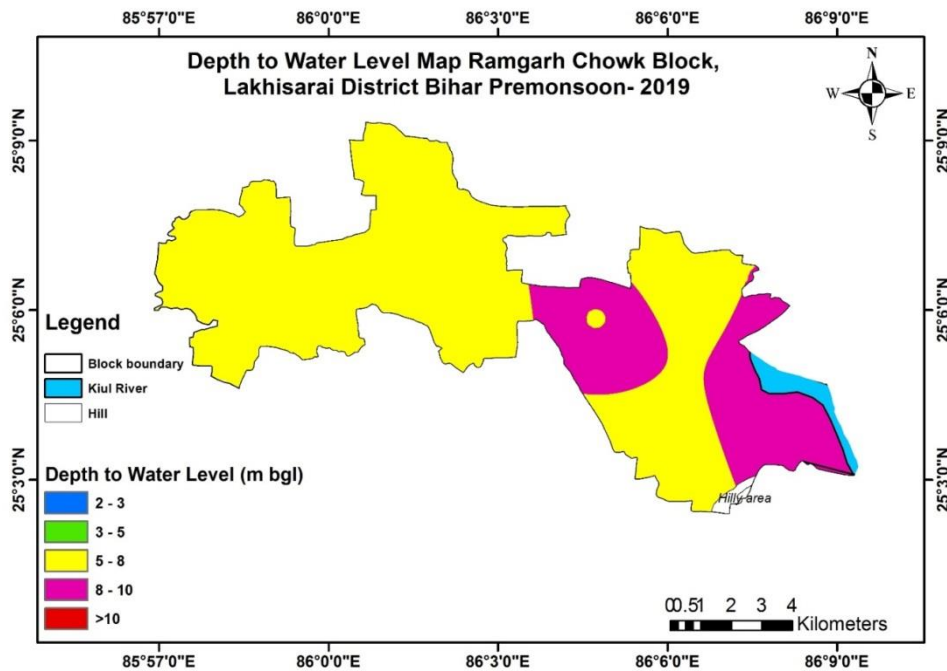 85°57'0"E 86°0'0"E 86°3'0"E 86°6'0"E 86°9'0"E
Depth to Water Level Map Ramgarh Chowk Block,
Lakhisarai District Bihar Premonsoon- 2019
N
W E
S
25°9'0"N 25°9'0"N
25°6'0"N 25°6'0"N
25°3'0"N 25°3'0"N
Legend
Block boundary
Kiul River
Hill
Depth to Water Level (m bgl)
2 - 3
3 - 5
5 - 8
8 - 10
>10
Hilly area
0 0.5 1 2 3 4
Kilometers
85°57'0"E 86°0'0"E 86°3'0"E 86°6'0"E 86°9'0"E